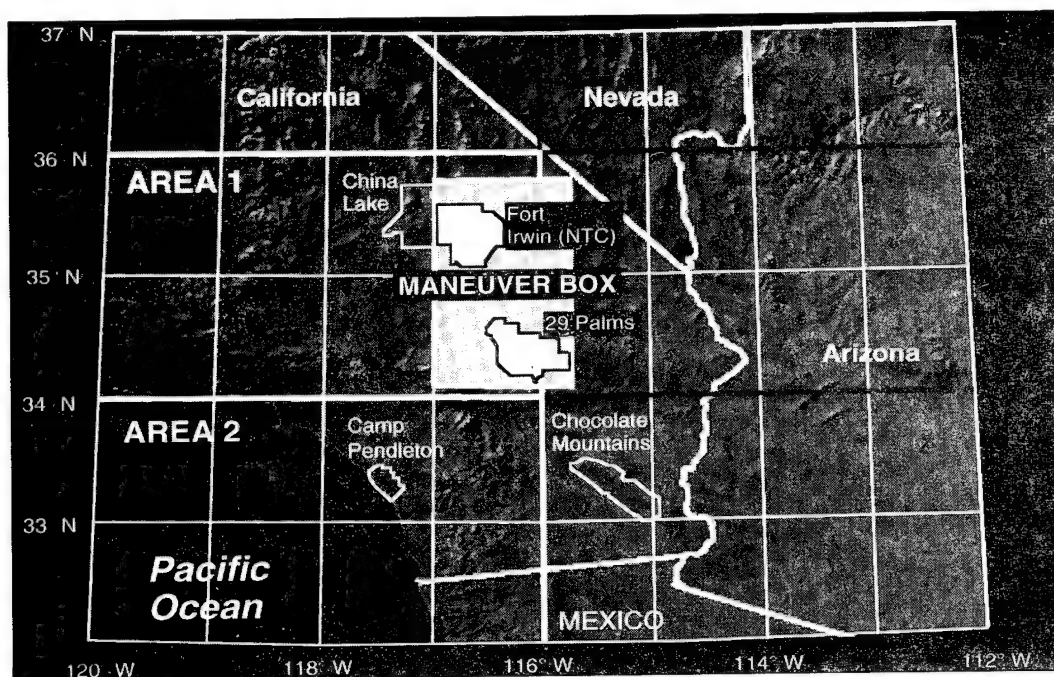 37 N
California
Nevada
36 N
AREA 1
China
Lake
Fort
Irwin (NTC)
35 N
MANEUVER BOX
29 Palms
Arizona
34 N
AREA 2
Camp
Pendleton
Chocolate
Mountains
33 N
Pacific
Ocean
MEXICO
120° W
118° W
116° W
114° W
112° W